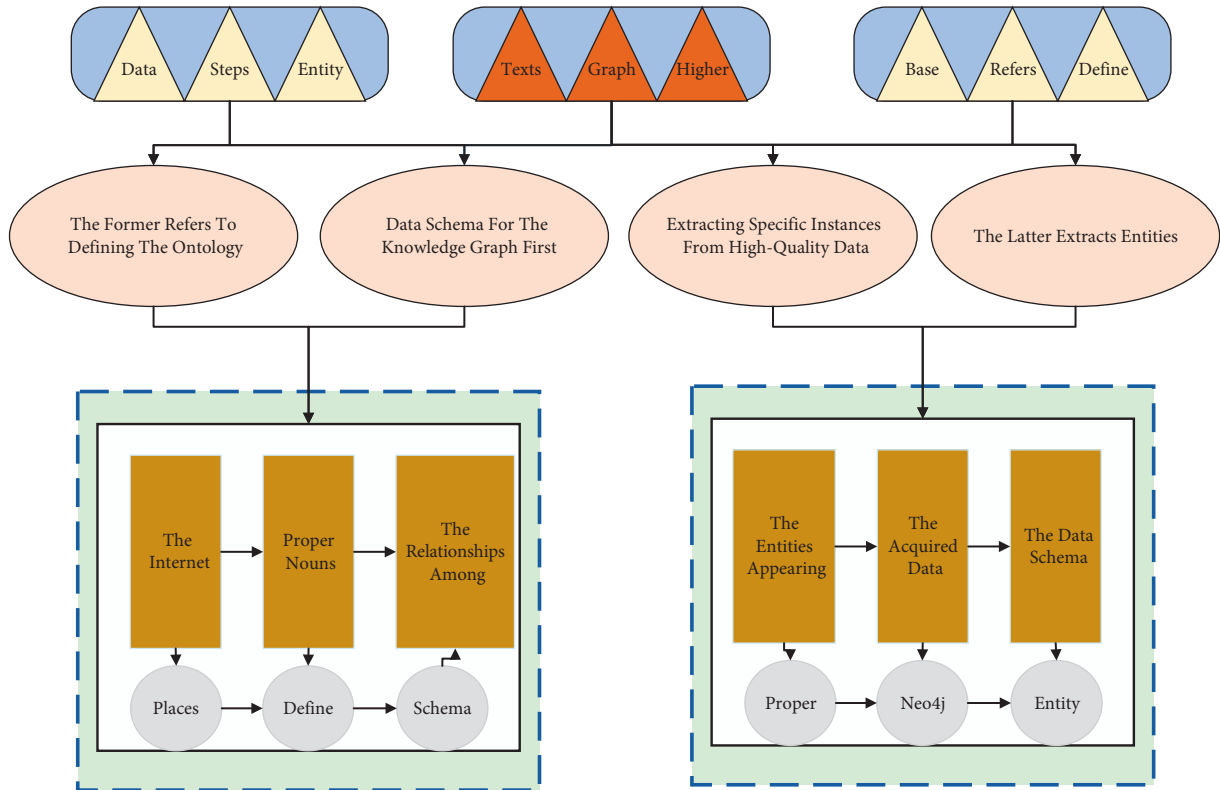 Data
Steps
Entity
Texts
Graph
Higher
Base
Refers
Define
The Former Refers To
Defining The Ontology
Data Schema For The
Knowledge Graph First
Extracting Specific Instances
From High-Quality Data
The Latter Extracts Entities
The
Internet
Proper
Nouns
The
Relationships
Among
Places
Define
Schema
The
Entities
Appearing
The
Acquired
Data
The Data
Schema
Proper
Neo4j
Entity